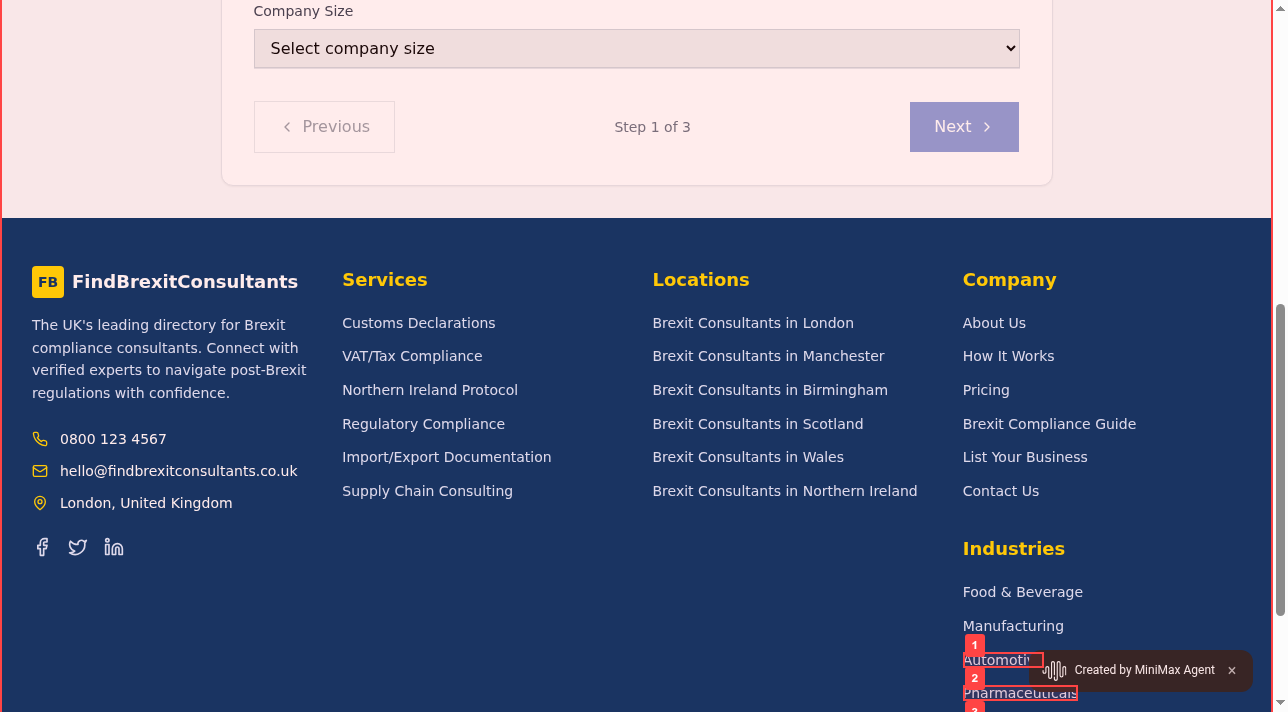 Company Size
Select company size
Previous
Step 1 of 3
Next
FB FindBrexitConsultants
The UK's leading directory for Brexit
compliance consultants. Connect with
verified experts to navigate post-Brexit
regulations with confidence.
0800 123 4567
hello@findbrexitconsultants.co.uk
London, United Kingdom
Services
Customs Declarations
VAT/Tax Compliance
Northern Ireland Protocol
Regulatory Compliance
Import/Export Documentation
Supply Chain Consulting
Locations
Brexit Consultants in London
Brexit Consultants in Manchester
Brexit Consultants in Birmingham
Brexit Consultants in Scotland
Brexit Consultants in Wales
Brexit Consultants in Northern Ireland
Company
About Us
How It Works
Pricing
Brexit Compliance Guide
List Your Business
Contact Us
Industries
Food & Beverage
Manufacturing
1
2
Pharmaceuticals
Created by MiniMax Agent ×